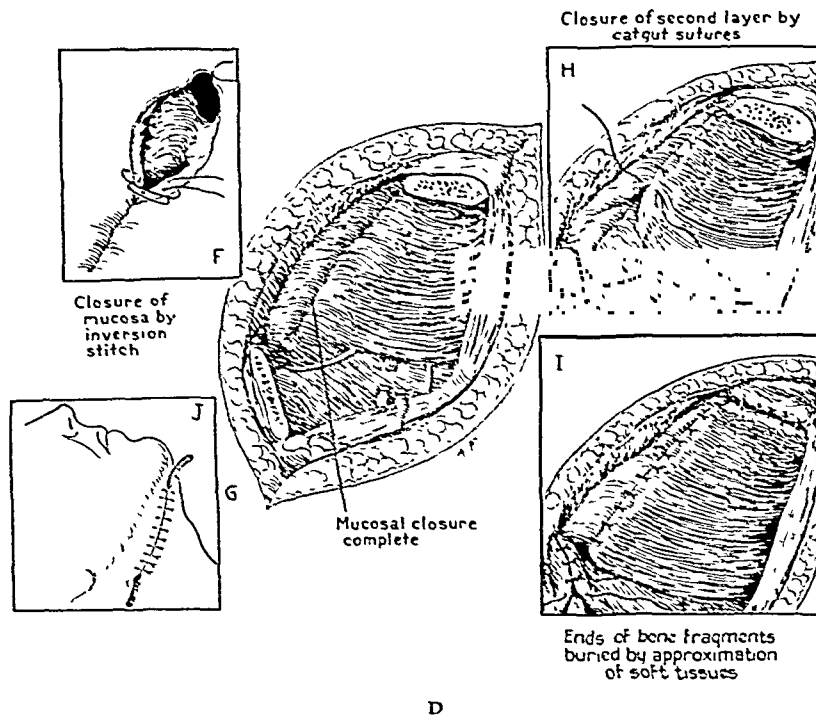 Closure of second layer by
catgut sutures
F
H
Closure of
mucosa by
inversion
stitch
J
G
I
A P
Mucosal closure
complete
Ends of bone fragments
buried by approximation
of soft tissues
D